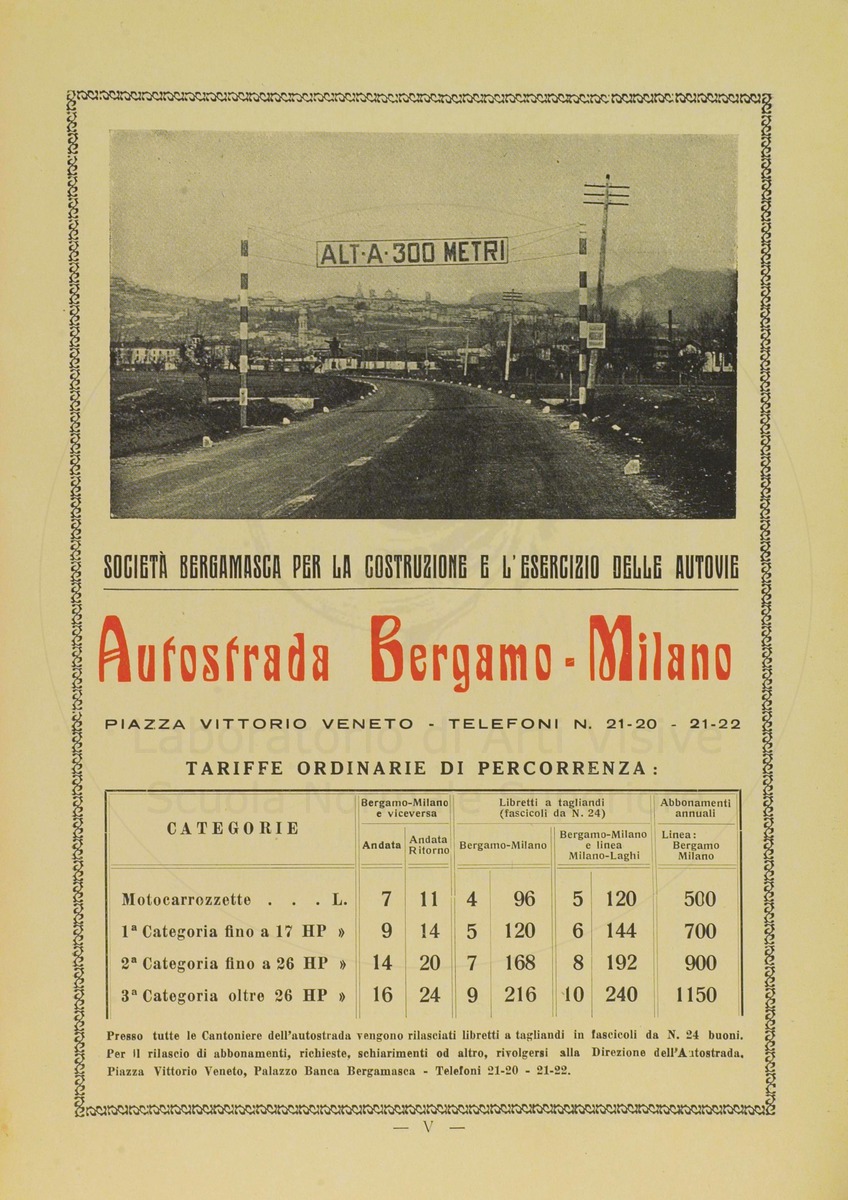 ALT·A·300 METRI
SOCIETÀ BERGAMASCA PER LA COSTRUZIONE E L'ESERCIZIO DELLE AUTOVIE
Autostrada Bergamo - Milano
PIAZZA VITTORIO VENETO - TELEFONI N. 21-20 - 21-22
Laboratorio di Arti Visive
TARIFFE ORDINARIE DI PERCORRENZA:
CATEGORIE
Bergamo-Milano e viceversa
Libretti a tagliandi (fascicoli da N. 24)
Abbonamenti annuali
Andata
Andata Ritorno
Bergamo-Milano
Bergamo-Milano e linea Milano-Laghi
Linea: Bergamo Milano
Motocarrozzette . . . L. 7 11 4 96 5 120 500
1ª Categoria fino a 17 HP » 9 14 5 120 6 144 700
2ª Categoria fino a 26 HP » 14 20 7 168 8 192 900
3ª Categoria oltre 26 HP » 16 24 9 216 10 240 1150
Presso tutte le Cantoniere dell'autostrada vengono rilasciati libretti a tagliandi in fascicoli da N. 24 buoni.
Per il rilascio di abbonamenti, richieste, schiarimenti od altro, rivolgersi alla Direzione dell'Autostrada,
Piazza Vittorio Veneto, Palazzo Banca Bergamasca - Telefoni 21-20 - 21-22.
— V —